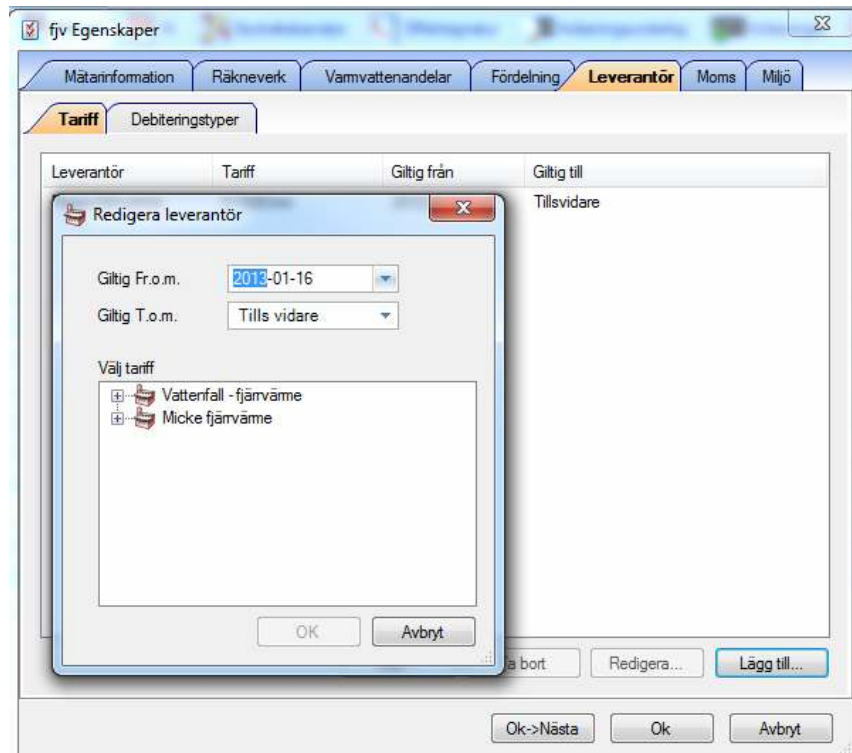 fjv Egenskaper
Mätarinformation Räkneverk Varmvattenandelar Fördelning Leverantör Moms Miljö
Tariff Debiteringstyper
Leverantör Tariff Giltig från Giltig till
Tillsvidare
Redigera leverantör
Giltig Fr.o.m. 2013-01-16
Giltig T.o.m. Tills vidare
Välj tariff
Vattenfall - fjärrvärme
Micke fjärrvärme
OK Avbryt
a bort Redigera... Lägg till...
Ok->Nästa Ok Avbryt